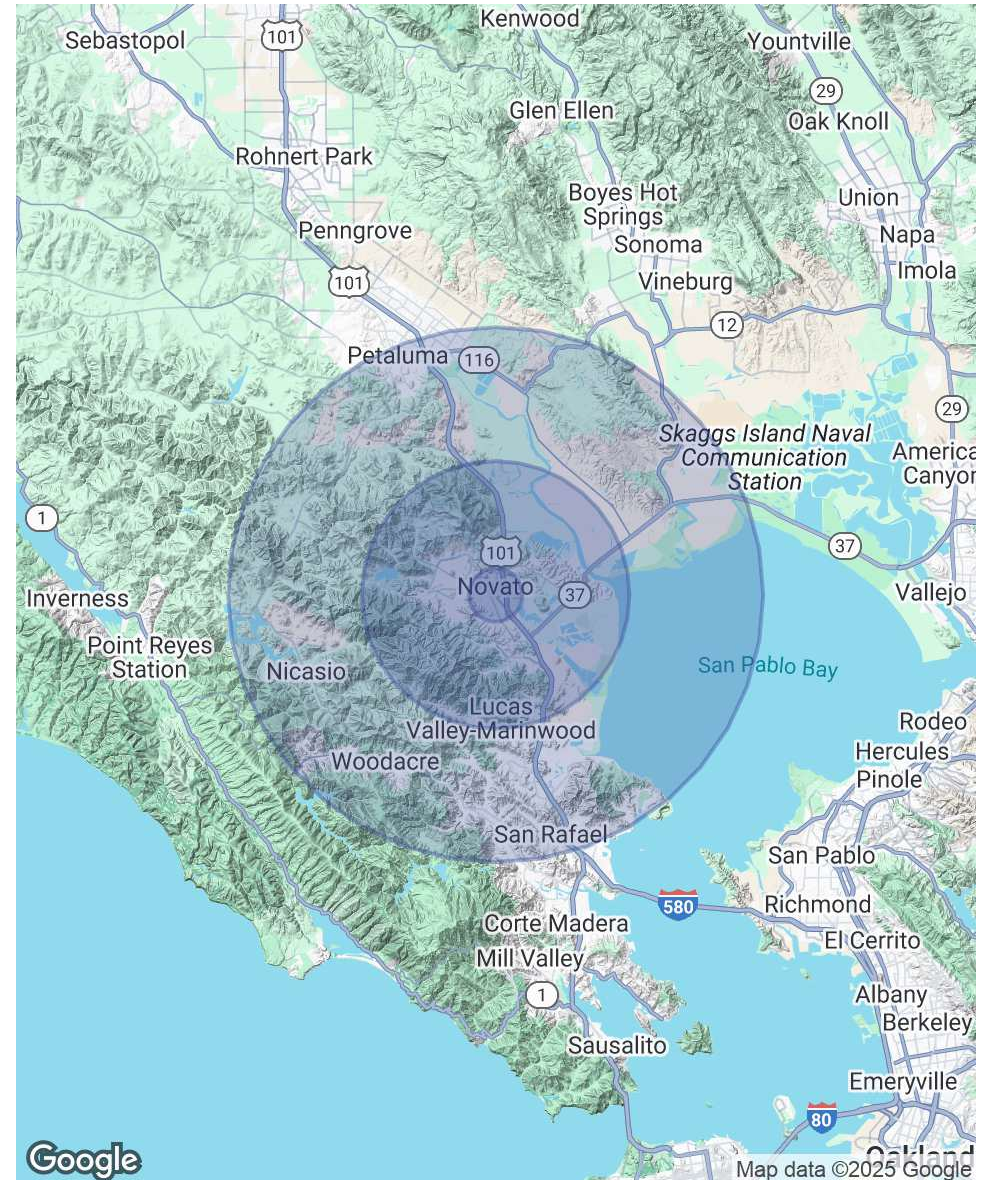 Kenwood
Sebastopol
101
Yountville
29
Glen Ellen
Oak Knoll
Rohnert Park
Boyes Hot
Springs
Union
Penngrove
Sonoma
Napa
Imola
101
Vineburg
12
Petaluma
116
29
Skaggs Island Naval
Communication
Station
America
Canyon
1
101
37
Novato
37
Inverness
Vallejo
Point Reyes
Station
Nicasio
San Pablo Bay
Lucas
Valley-Marinwood
Rodeo
Hercules
Woodacre
Pinole
San Rafael
San Pablo
580
Richmond
Corte Madera
El Cerrito
Mill Valley
1
Albany
Berkeley
Sausalito
Emeryville
80
Oakland
Google
Map data ©2025 Google